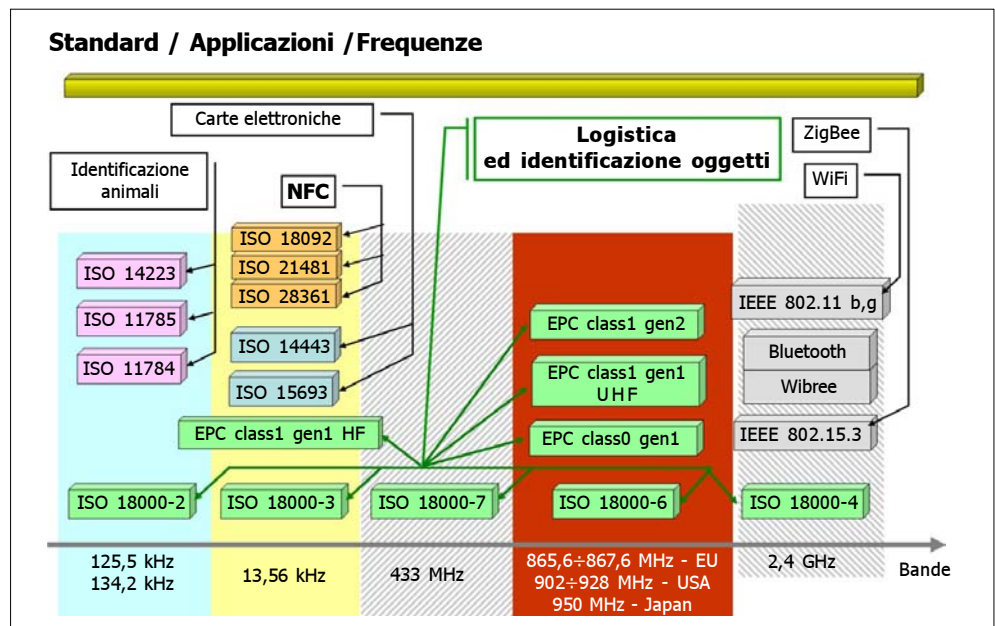 Standard / Applicazioni /Frequenze
Carte elettroniche
Logistica
ed identificazione oggetti
ZigBee
Identificazione
animali
NFC
WiFi
ISO 18092
ISO 21481
ISO 28361
ISO 14223
ISO 11785
ISO 11784
ISO 14443
ISO 15693
IEEE 802.11 b,g
EPC class1 gen2
Bluetooth
Wibree
EPC class1 gen1
UHF
EPC class1 gen1 HF
EPC class0 gen1
IEEE 802.15.3
ISO 18000-2
ISO 18000-3
ISO 18000-7
ISO 18000-6
ISO 18000-4
125,5 kHz
134,2 kHz
13,56 kHz
433 MHz
865,6÷867,6 MHz - EU
902÷928 MHz - USA
950 MHz - Japan
2,4 GHz
Bande